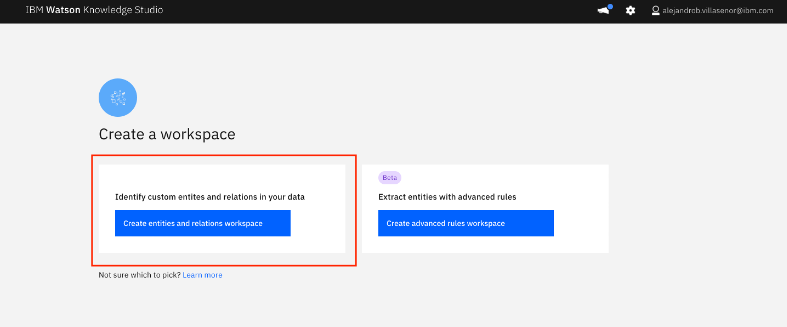 IBM Watson Knowledge Studio
alejandrob.villasenor@ibm.com
Create a workspace
Identify custom entites and relations in your data
Create entities and relations workspace
Beta
Extract entities with advanced rules
Create advanced rules workspace
Not sure which to pick? Learn more